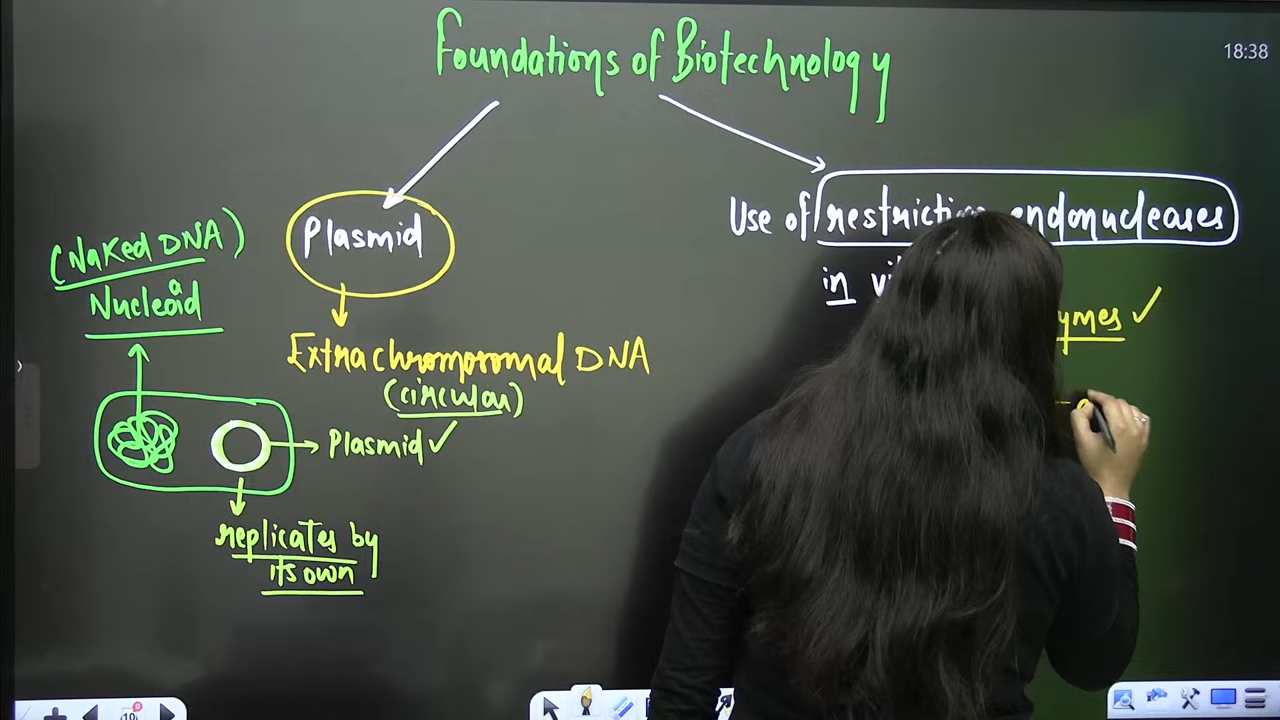 Foundations of Biotechnology
18:38
Plasmid
Use of restriction endonucleases
in
(Naked DNA)
Nucleoid
Extrachromosomal DNA
(circular)
Plasmid ✓
replicates by
its own
ymes ✓